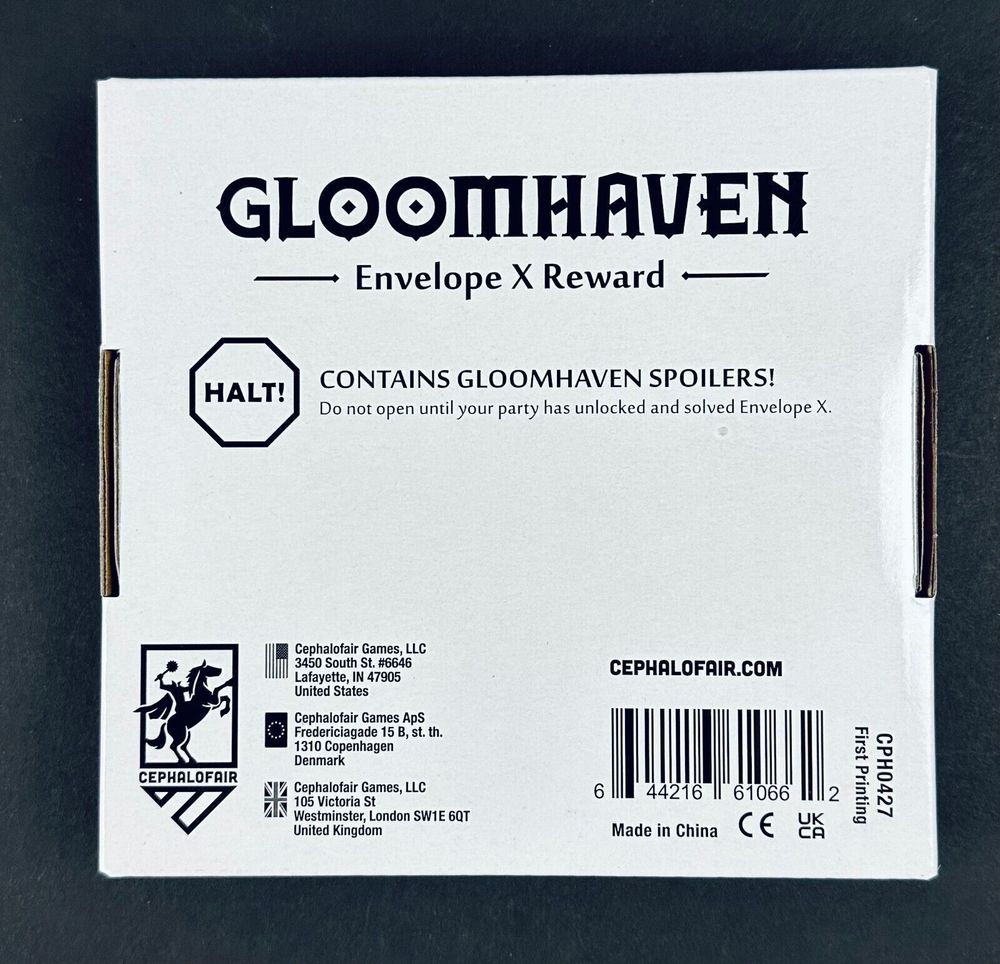 GLOOMHAVEN
Envelope X Reward
HALT!
CONTAINS GLOOMHAVEN SPOILERS!
Do not open until your party has unlocked and solved Envelope X.
CEPHALOFAIR
Cephalofair Games, LLC
3450 South St. #6646
Lafayette, IN 47905
United States
Cephalofair Games ApS
Fredericiagade 15 B, st. th.
1310 Copenhagen
Denmark
Cephalofair Games, LLC
105 Victoria St
Westminster, London SW1E 6QT
United Kingdom
CEPHALOFAIR.COM
6 44216 61066 2
Made in China CE UK
CA
CPH0427
First Printing